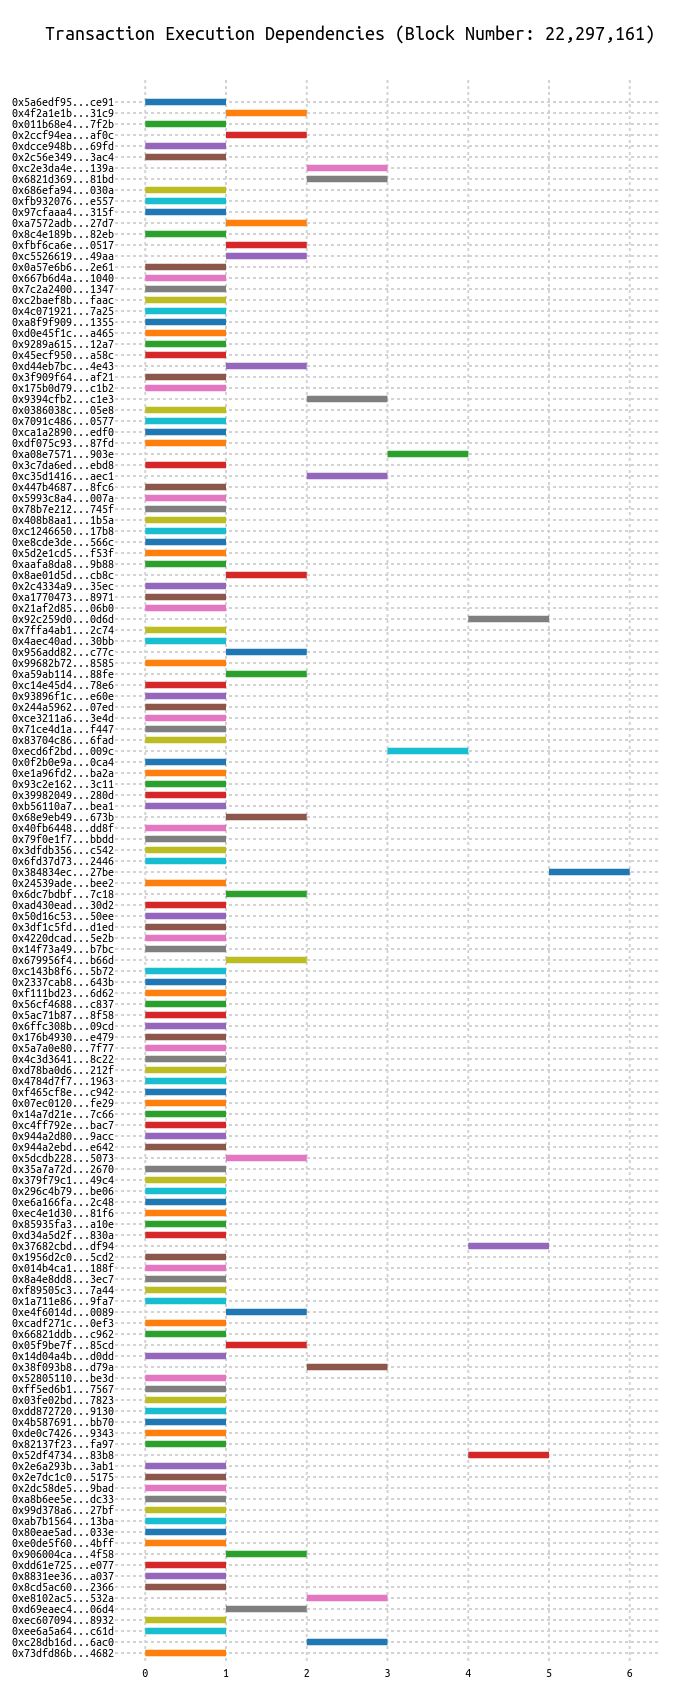 Transaction Execution Dependencies (Block Number: 22,297,161)
0x5a6edf95...ce91
0x4f2a1e1b...31c9
0x011b68e4...7f2b
0x2ccf94ea...af0c
0xdcce948b...69fd
0x2c56e349...3ac4
0xc2e3da4e...139a
0x6821d369...81bd
0x686efa94...030a
0xfb932076...e557
0x97cfaaa4...315f
0xa7572adb...27d7
0x8c4e189b...82eb
0xfbf6ca6e...0517
0xc5526619...49aa
0x0a57e6b6...2e61
0x667b6d4a...1040
0x7c2a2400...1347
0xc2baef8b...faac
0x4c071921...7a25
0xa8f9f909...1355
0xd0e45f1c...a465
0x9289a615...12a7
0x45ecf950...a58c
0xd44eb7bc...4e43
0x3f909f64...af21
0x175b0d79...c1b2
0x9394cfb2...c1e3
0x0386038c...05e8
0x7091c486...0577
0xca1a2890...edf0
0xdf075c93...87fd
0xa08e7571...903e
0x3c7da6ed...ebd8
0xc35d1416...aec1
0x447b4687...8fc6
0x5993c8a4...007a
0x78b7e212...745f
0x408b8aa1...1b5a
0xc1246650...17b8
0xe8cde3de...566c
0x5d2e1cd5...f53f
0xaafa8da8...9b88
0x8ae01d5d...cb8c
0x2c4334a9...35ec
0xa1770473...8971
0x21af2d85...06b0
0x92c259d0...0d6d
0x7ffa4ab1...2c74
0x4aec40ad...30bb
0x956add82...c77c
0x99682b72...8585
0xa59ab114...88fe
0xc14e45d4...78e6
0x93896f1c...e60e
0x244a5962...07ed
0xce3211a6...3e4d
0x71ce4d1a...f447
0x83704c86...6fad
0xecd6f2bd...009c
0x0f2b0e9a...0ca4
0xe1a96fd2...ba2a
0x93c2e162...3c11
0x39982049...280d
0xb56110a7...bea1
0x68e9eb49...673b
0x40fb6448...dd8f
0x79f0e1f7...bbdd
0x3dfdb356...c542
0x6fd37d73...2446
0x384834ec...27be
0x24539ade...bee2
0x6dc7bdbf...7c18
0xad430ead...30d2
0x50d16c53...50ee
0x3df1c5fd...d1ed
0x4220dcad...5e2b
0x14f73a49...b7bc
0x679956f4...b66d
0xc143b8f6...5b72
0x2337cab8...643b
0xf111bd23...6d62
0x56cf4688...c837
0x5ac71b87...8f58
0x6ffc308b...09cd
0x176b4930...e479
0x5a7a0e80...7f77
0x4c3d3641...8c22
0xd78ba0d6...212f
0x4784d7f7...1963
0xf465cf8e...c942
0x07ec0120...fe29
0x14a7d21e...7c66
0xc4ff792e...bac7
0x944a2d80...9acc
0x944a2ebd...e642
0x5dcdb228...5073
0x35a7a72d...2670
0x379f79c1...49c4
0x296c4b79...be06
0xe6a166fa...2c48
0xec4e1d30...81f6
0x85935fa3...a10e
0xd34a5d2f...830a
0x37682cbd...df94
0x1956d2c0...5cd2
0x014b4ca1...188f
0x8a4e8dd8...3ec7
0xf89505c3...7a44
0x1a711e86...9fa7
0xe4f6014d...0089
0xcadf271c...0ef3
0x66821ddb...c962
0x05f9be7f...85cd
0x14d04a4b...d0dd
0x38f093b8...d79a
0x52805110...be3d
0xff5ed6b1...7567
0x03fe02bd...7823
0xdd872720...9130
0x4b587691...bb70
0xde0c7426...9343
0x82137f23...fa97
0x52df4734...83b8
0x2e6a293b...3ab1
0x2e7dc1c0...5175
0x2dc58de5...9bad
0xa8b6ee5e...dc33
0x99d378a6...27bf
0xab7b1564...13ba
0x80eae5ad...033e
0xe0de5f60...4bff
0x906004ca...4f58
0xdd61e725...e077
0x8831ee36...a037
0x8cd5ac60...2366
0xe8102ac5...532a
0xd69eaec4...06d4
0xec607094...8932
0xee6a5a64...c61d
0xc28db16d...6ac0
0x73dfd86b...4682
0 1 2 3 4 5 6